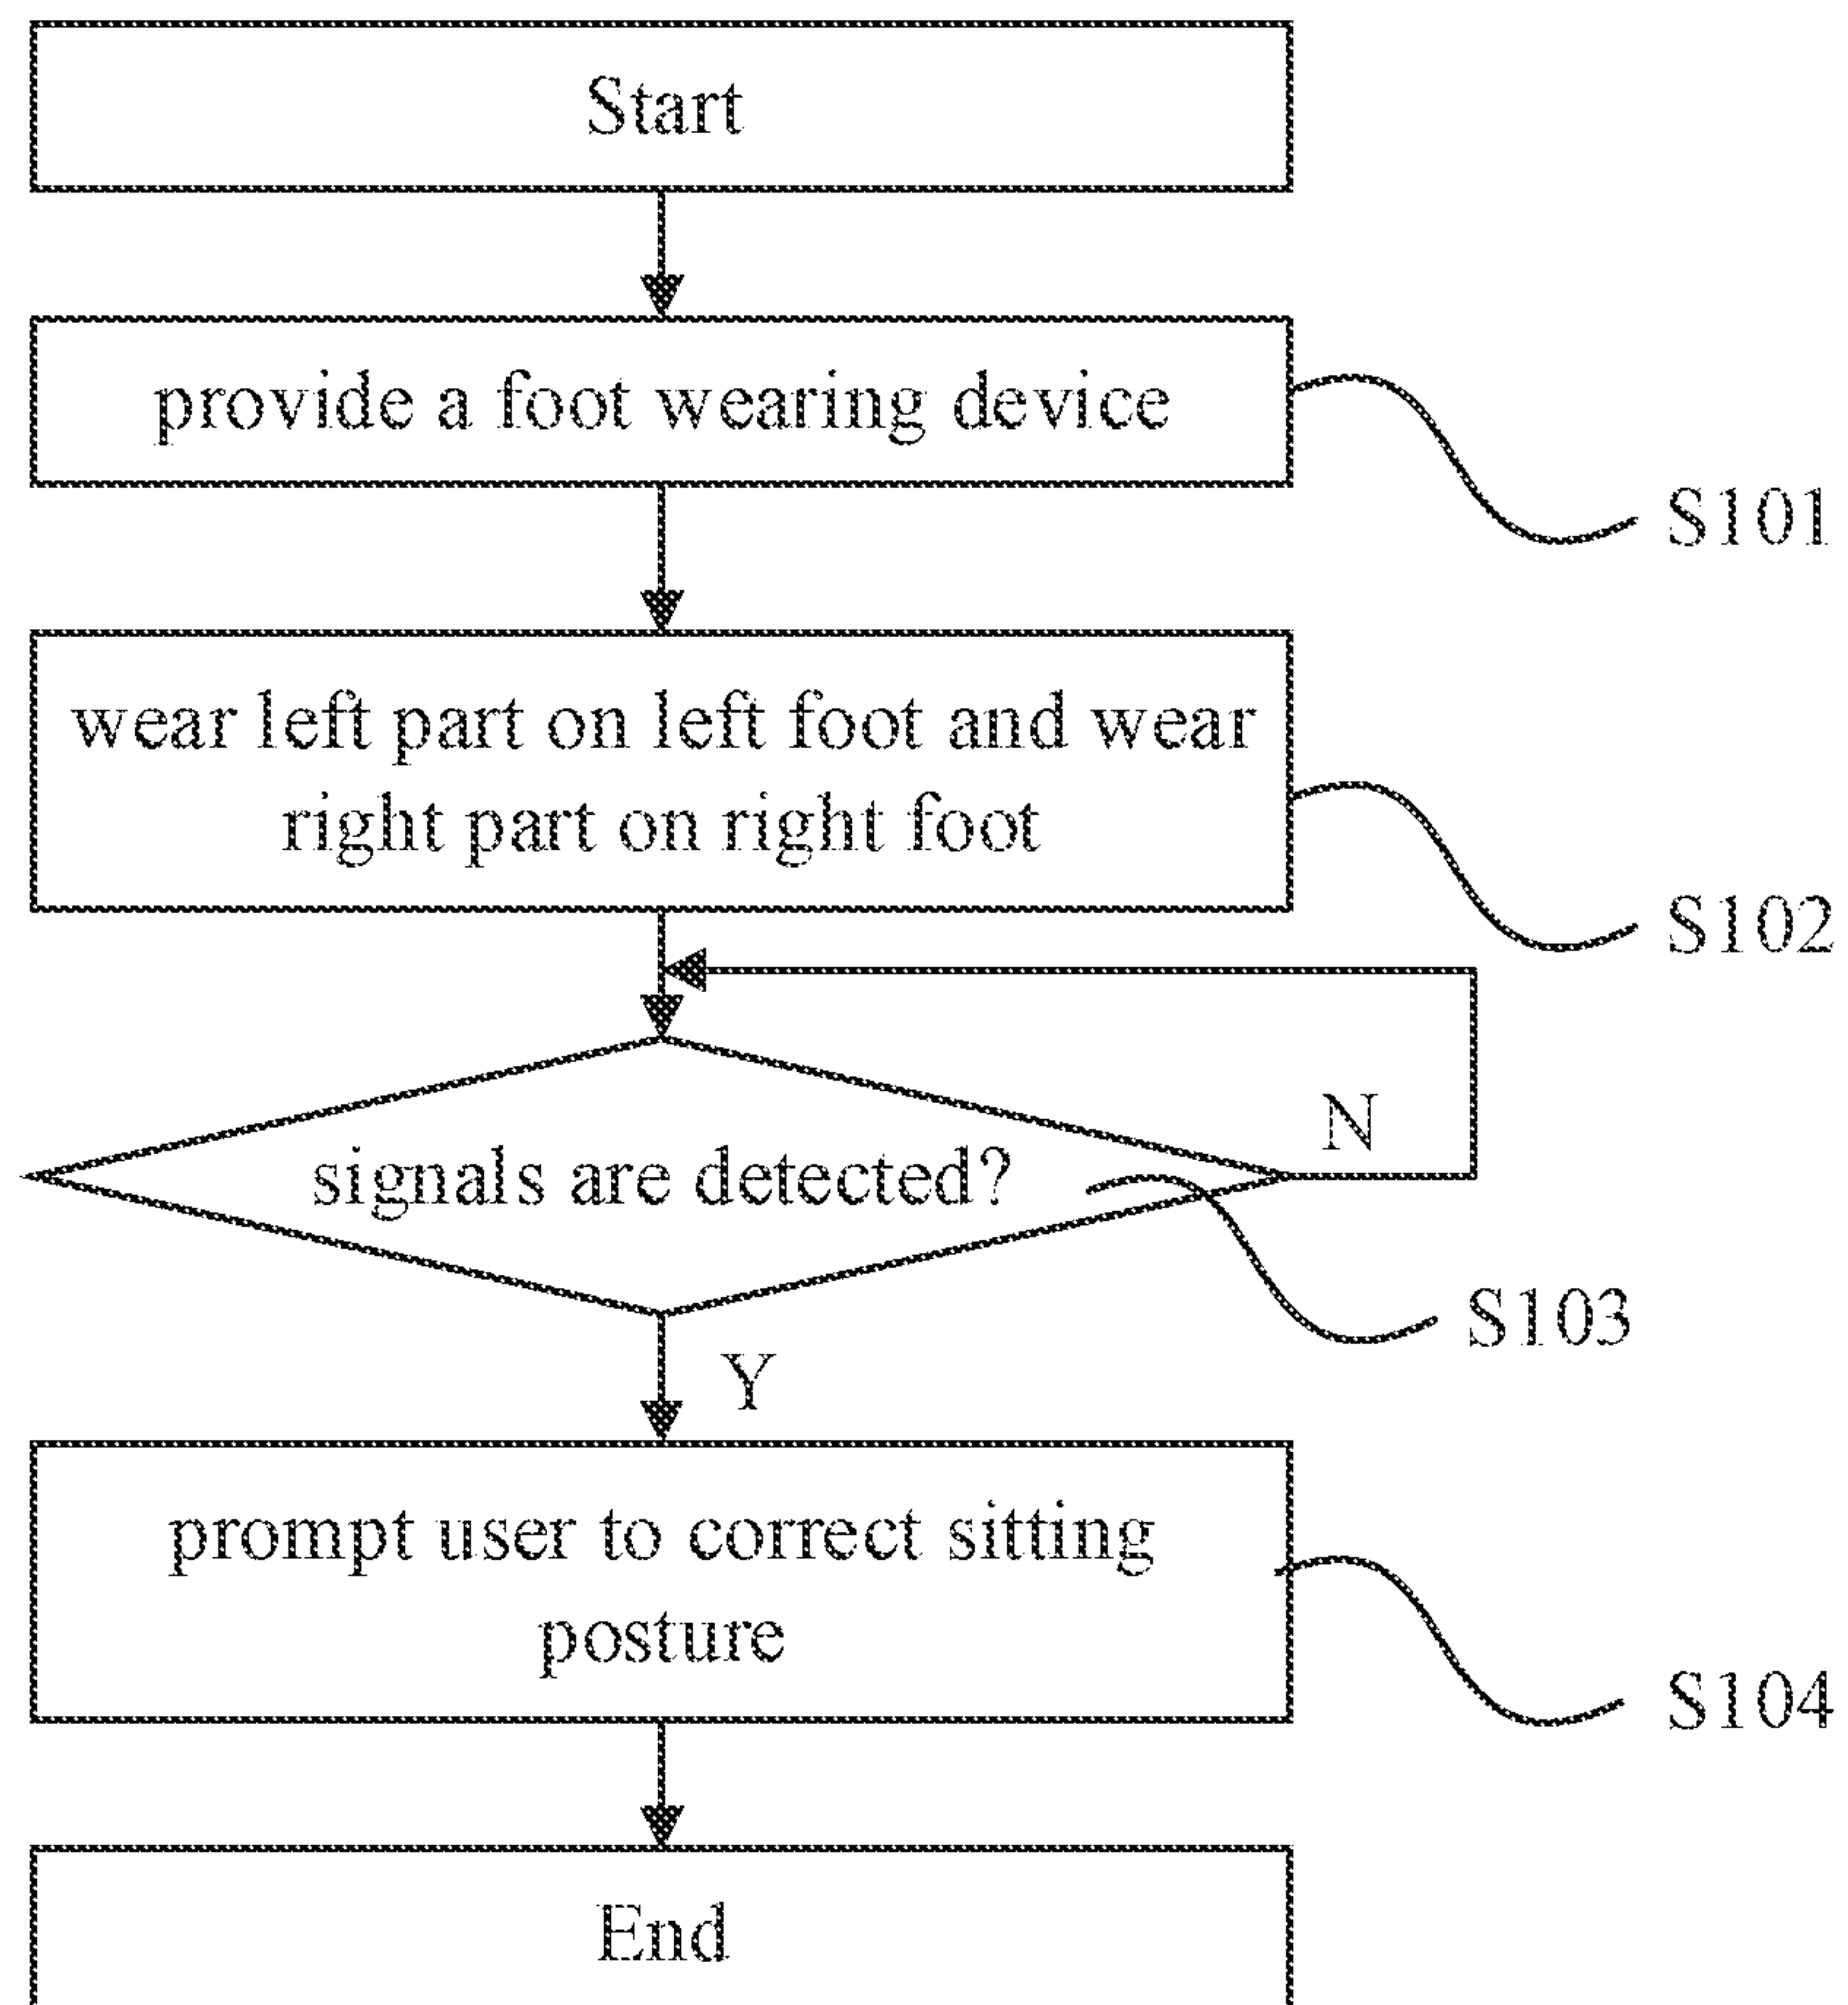 Start
provide a foot wearing device
S101
wear left part on left foot and wear
right part on right foot
S102
N
signals are detected?
S103
Y
prompt user to correct sitting
posture
S104
End